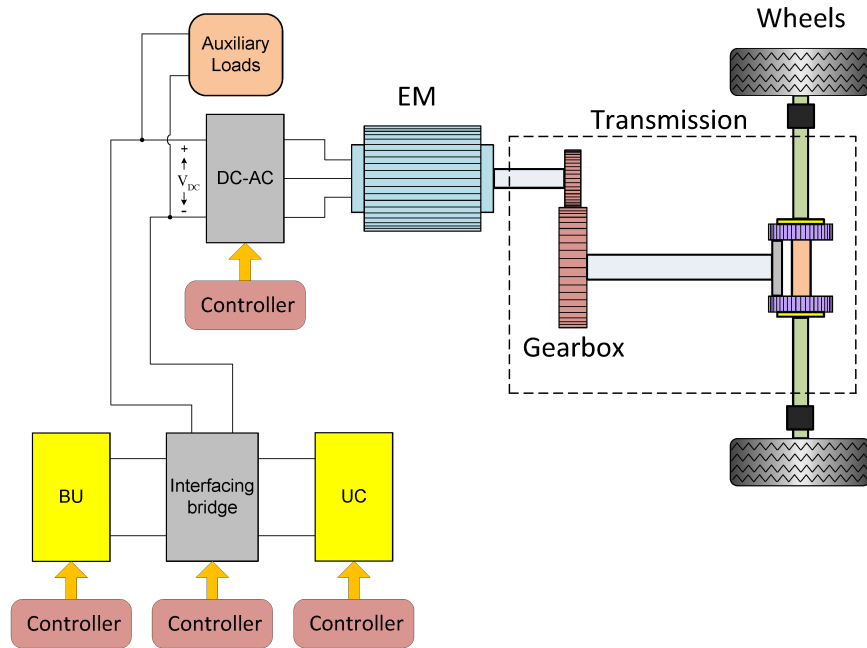 Wheels
Auxiliary
Loads
EM
Transmission
+
V DC
-
DC-AC
Controller
Gearbox
BU
Interfacing
bridge
UC
Controller
Controller
Controller